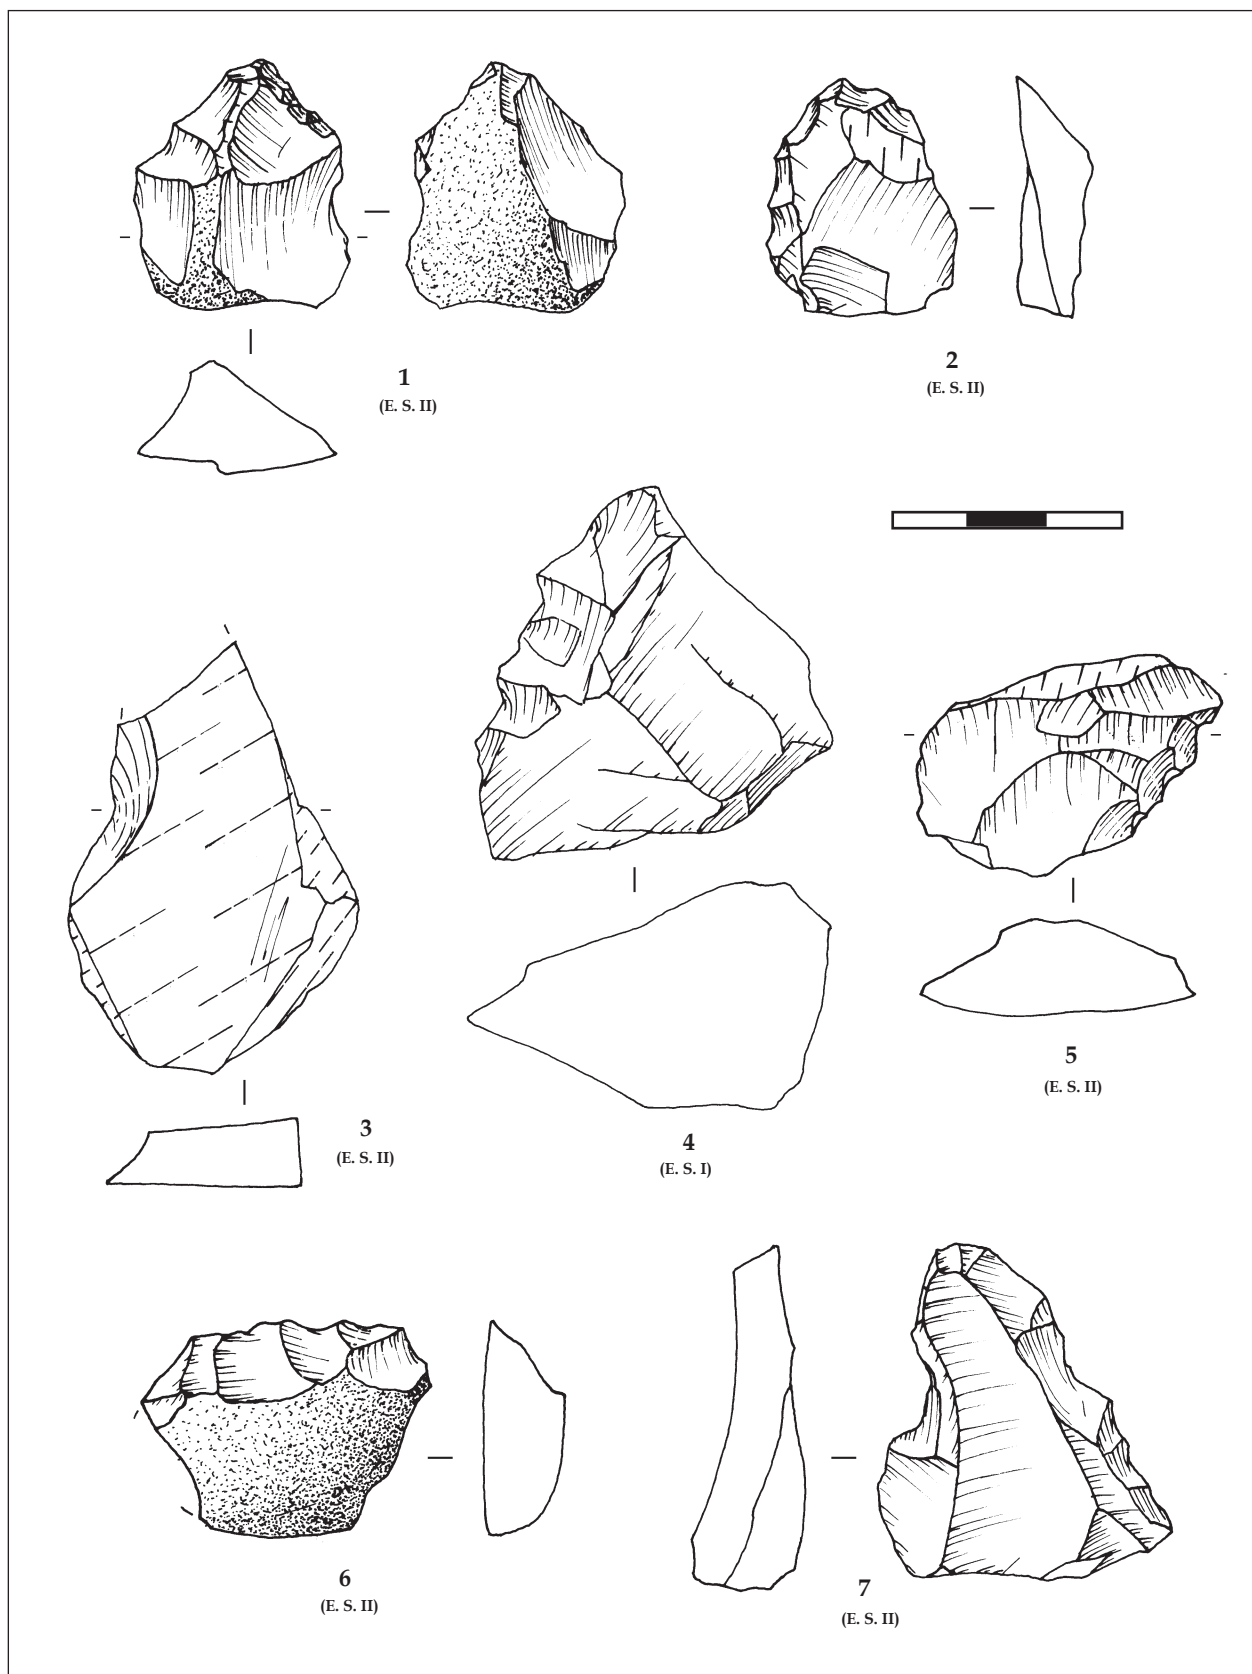 1
(E. S. II)
2
(E. S. II)
3
(E. S. II)
4
(E. S. I)
5
(E. S. II)
6
(E. S. II)
7
(E. S. II)